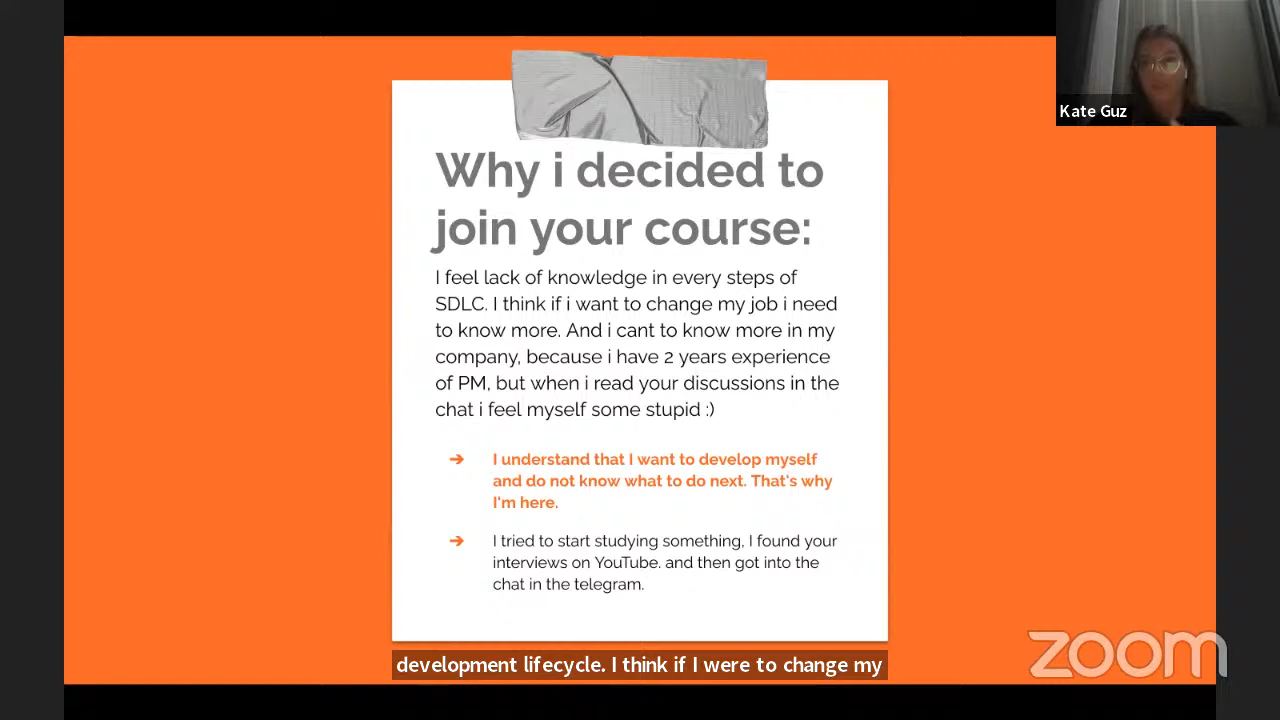 Kate Guz
Why i decided to
join your course:
I feel lack of knowledge in every steps of
SDLC. I think if i want to change my job i need
to know more. And i cant to know more in my
company, because i have 2 years experience
of PM, but when i read your discussions in the
chat i feel myself some stupid :)
➔ I understand that I want to develop myself
and do not know what to do next. That's why
I'm here.
➔ I tried to start studying something, I found your
interviews on YouTube. and then got into the
chat in the telegram.
development lifecycle. I think if I were to change my
zoom